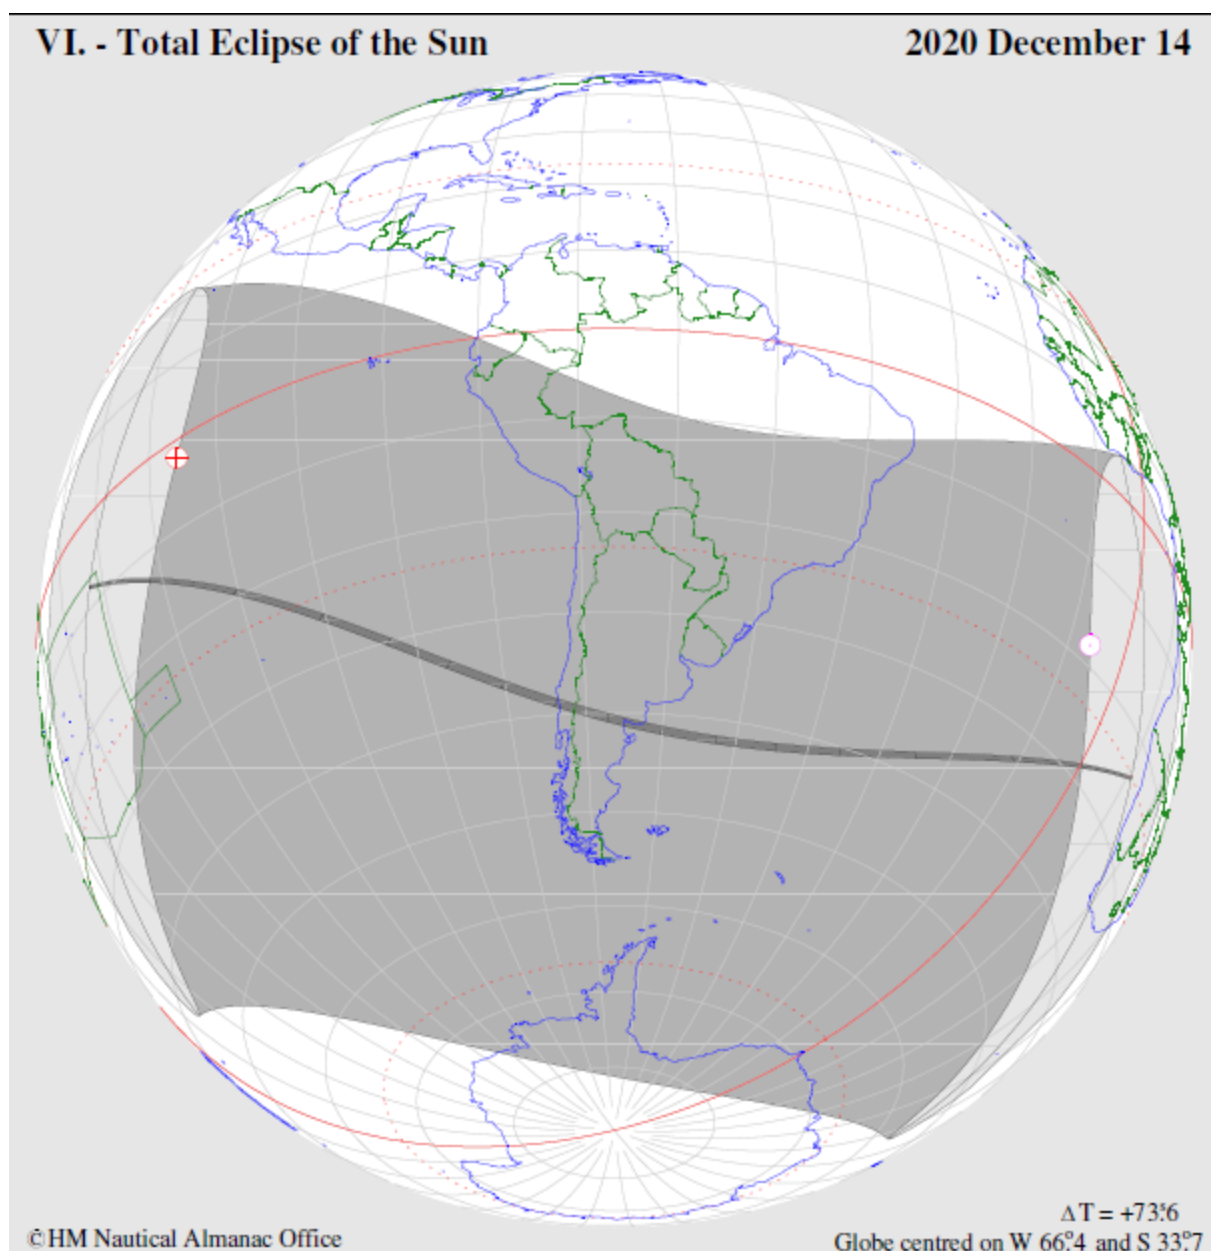 VI. - Total Eclipse of the Sun
2020 December 14
ΔT = +73.ˢ6
©HM Nautical Almanac Office
Globe centred on W 66.°4 and S 33.°7